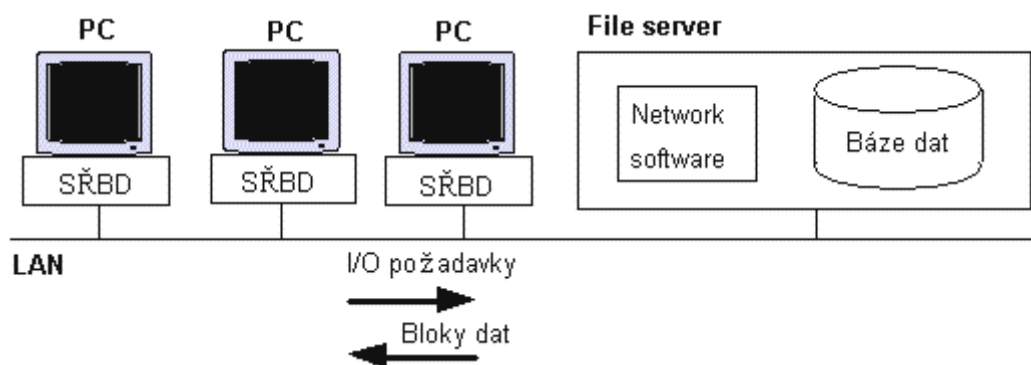 PC
PC
PC
File server
SŘBD
SŘBD
SŘBD
Network
software
Báze dat
LAN
I/O požadavky
Bloky dat